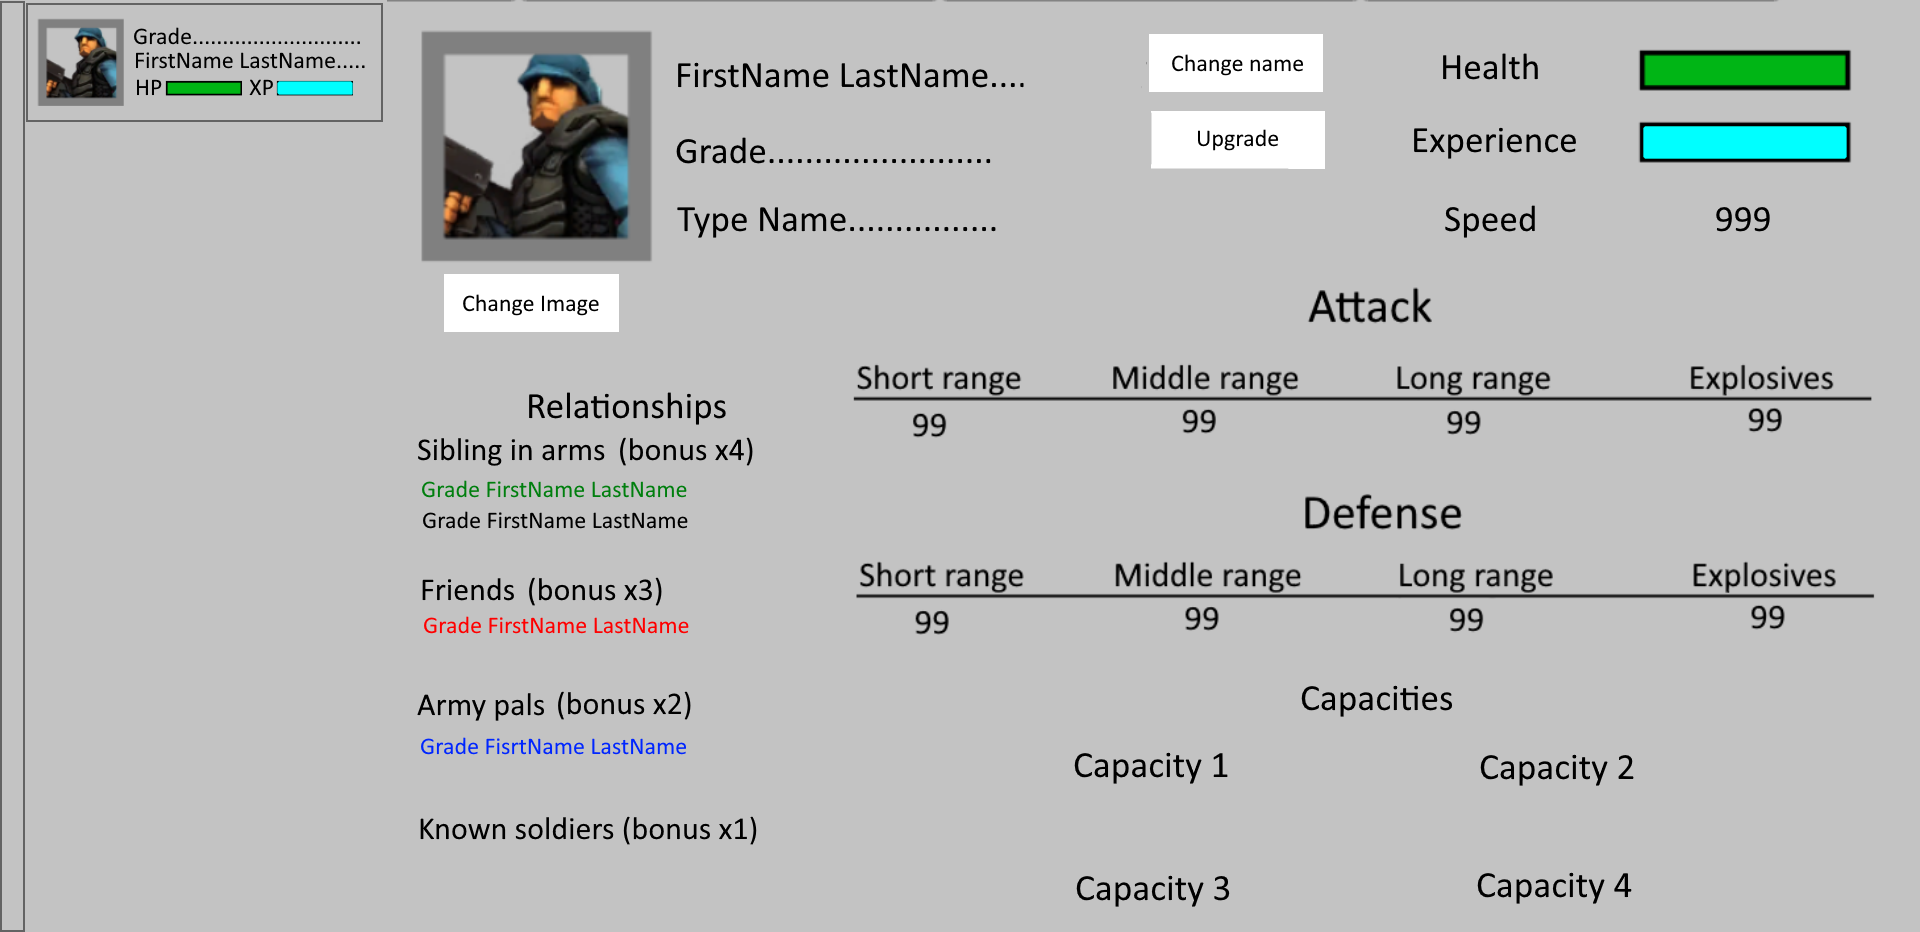 Grade............................
FirstName LastName.....
HP XP
FirstName LastName....
Grade........................
Type Name................
Change name
Upgrade
Change Image
Health
Experience
Speed 999
Attack
Short range Middle range Long range Explosives
99 99 99 99
Defense
Short range Middle range Long range Explosives
99 99 99 99
Relationships
Sibling in arms (bonus x4)
Grade FirstName LastName
Grade FirstName LastName
Friends (bonus x3)
Grade FirstName LastName
Army pals (bonus x2)
Grade FisrtName LastName
Known soldiers (bonus x1)
Capacities
Capacity 1 Capacity 2
Capacity 3 Capacity 4